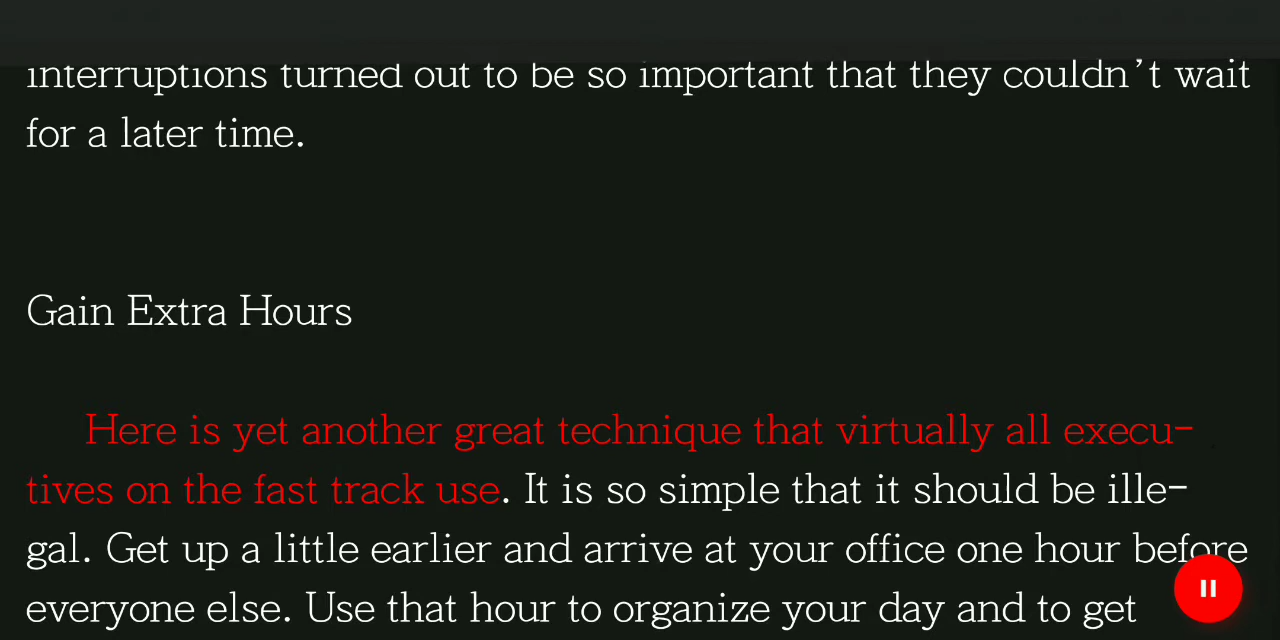 interruptions turned out to be so important that they couldn’t wait
for a later time.
Gain Extra Hours
Here is yet another great technique that virtually all execu-
tives on the fast track use. It is so simple that it should be ille-
gal. Get up a little earlier and arrive at your office one hour before
everyone else. Use that hour to organize your day and to get